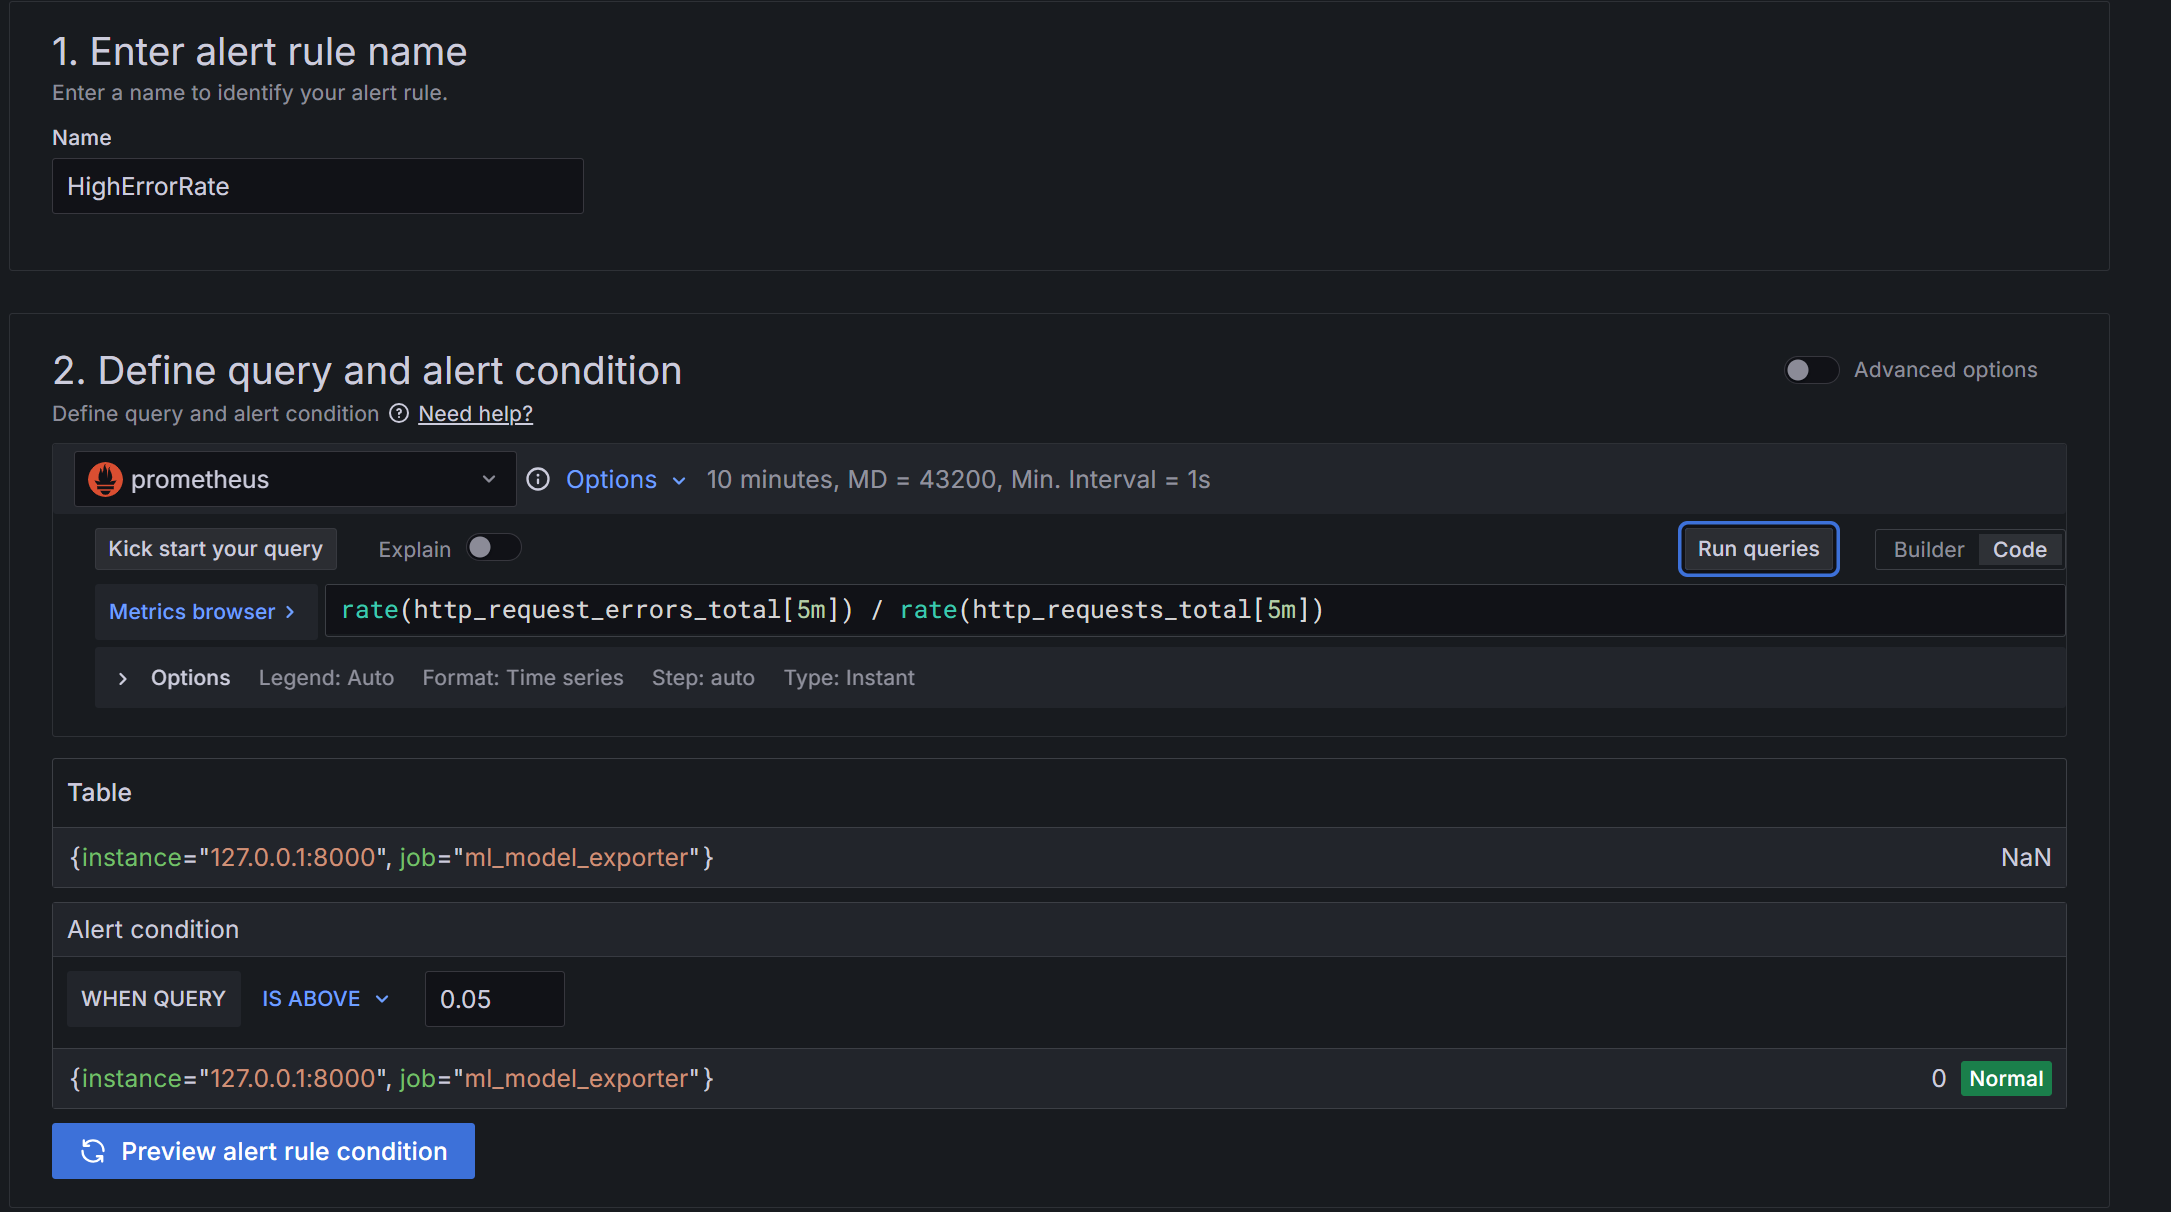 1. Enter alert rule name
Enter a name to identify your alert rule.
Name
HighErrorRate
2. Define query and alert condition
Advanced options
Define query and alert condition Need help?
prometheus Options 10 minutes, MD = 43200, Min. Interval = 1s
Kick start your query Explain Run queries Builder Code
Metrics browser > rate(http_request_errors_total[5m]) / rate(http_requests_total[5m])
Options Legend: Auto Format: Time series Step: auto Type: Instant
Table
{instance="127.0.0.1:8000", job="ml_model_exporter"} NaN
Alert condition
WHEN QUERY IS ABOVE 0.05
{instance="127.0.0.1:8000", job="ml_model_exporter"} 0 Normal
Preview alert rule condition